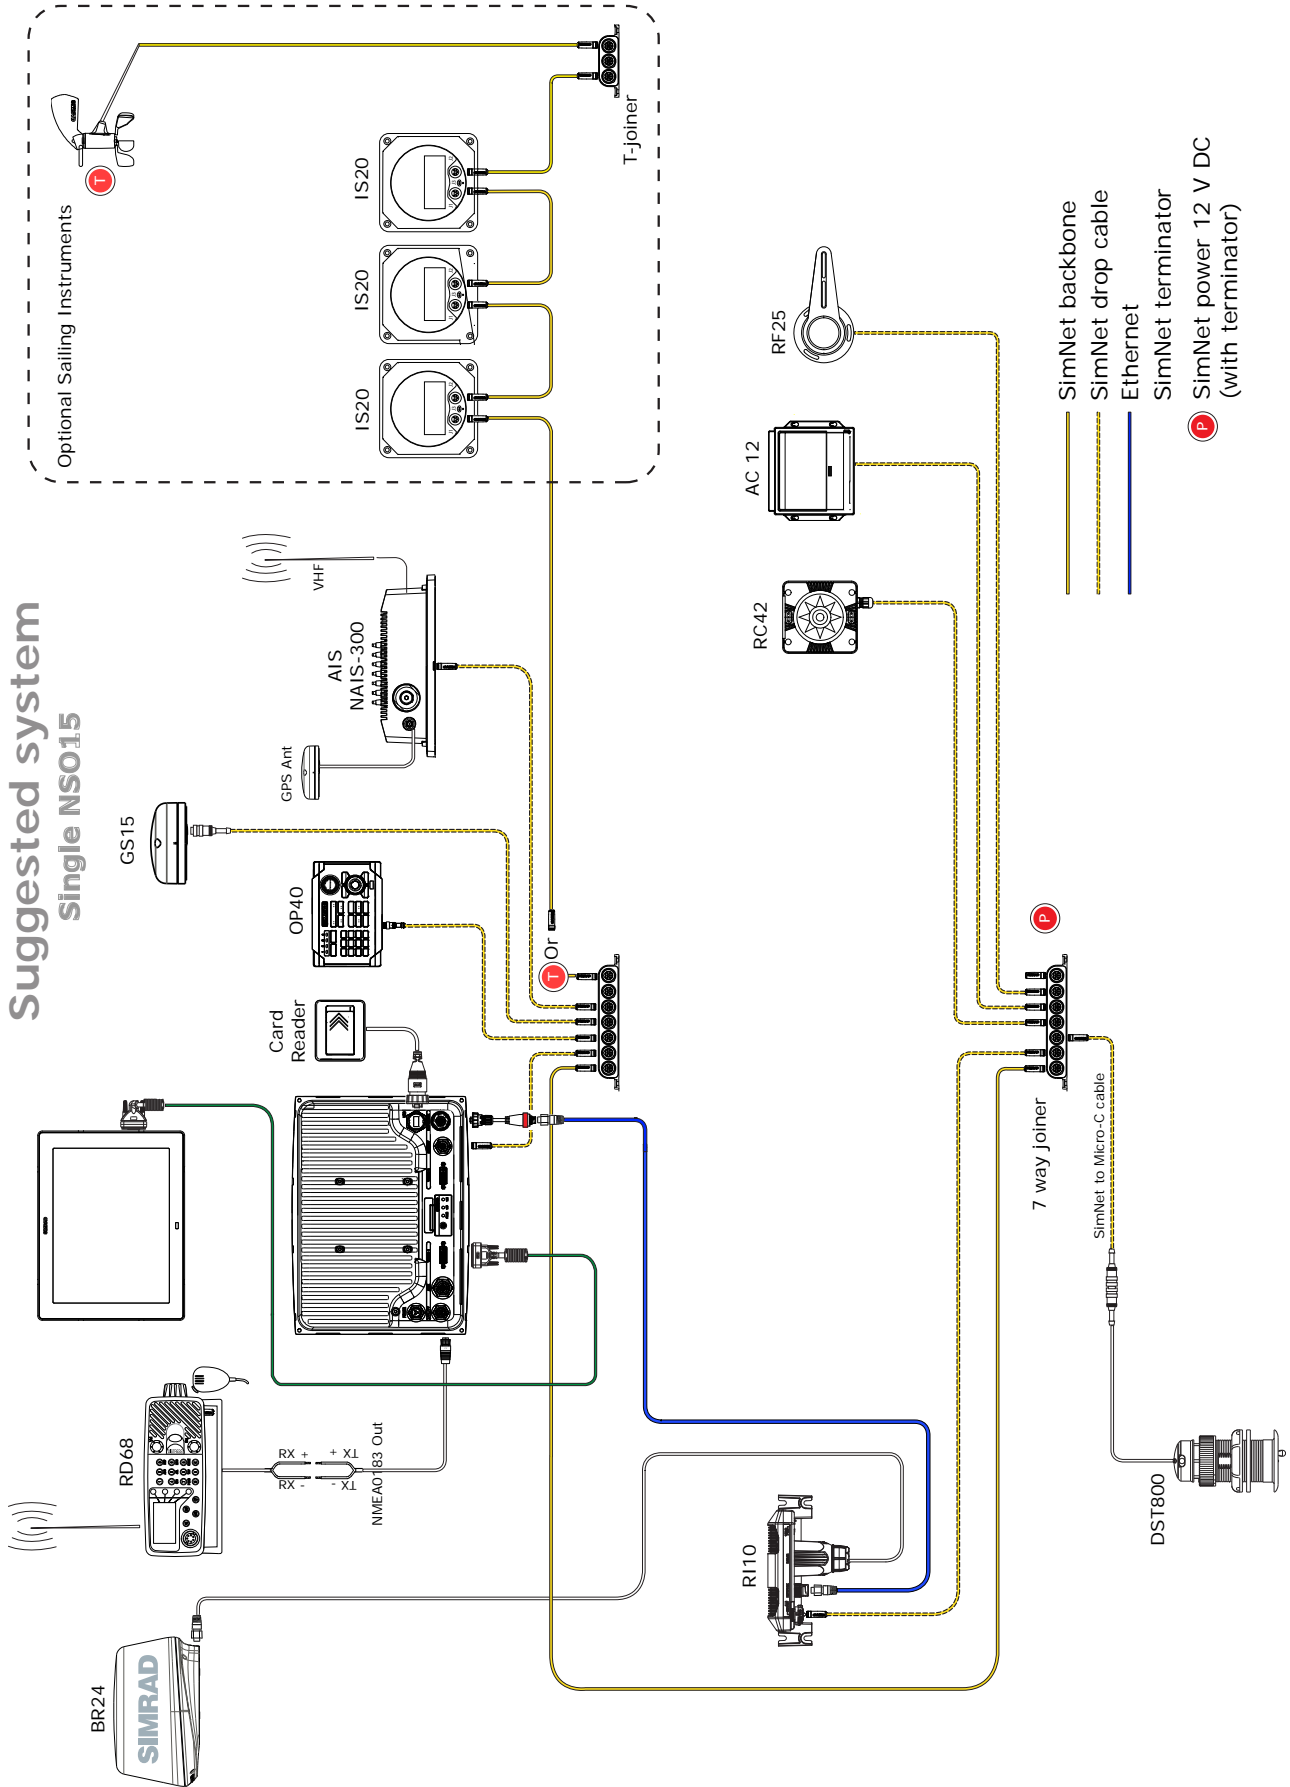 Suggested system
Single NSO15
BR24
SIMRAD
RD68
RX +
RX -
TX +
TX -
NMEA0183 Out
Card
Reader
OP40
GS15
GPS Ant
AIS
NAIS-300
VHF
Optional Sailing Instruments
T
IS20
IS20
IS20
T-joiner
T
Or
RI10
RC42
AC 12
RF25
7 way joiner
P
SimNet to Micro-C cable
DST800
SimNet backbone
SimNet drop cable
Ethernet
SimNet terminator
P
SimNet power 12 V DC
(with terminator)